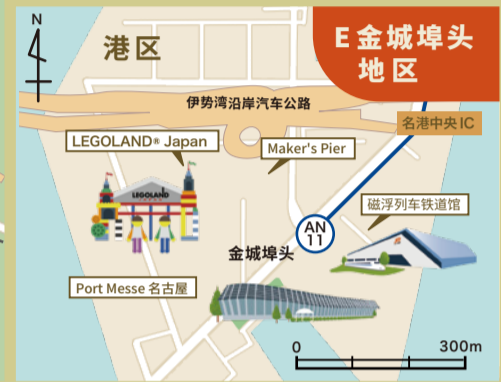 N
港区
E 金城埠头
地区
伊势湾沿岸汽车公路
名港中央 IC
LEGOLAND® Japan
Maker's Pier
LEGOLAND
JAPAN
磁浮列车铁道馆
AN
11
金城埠头
Port Messe 名古屋
0
300m